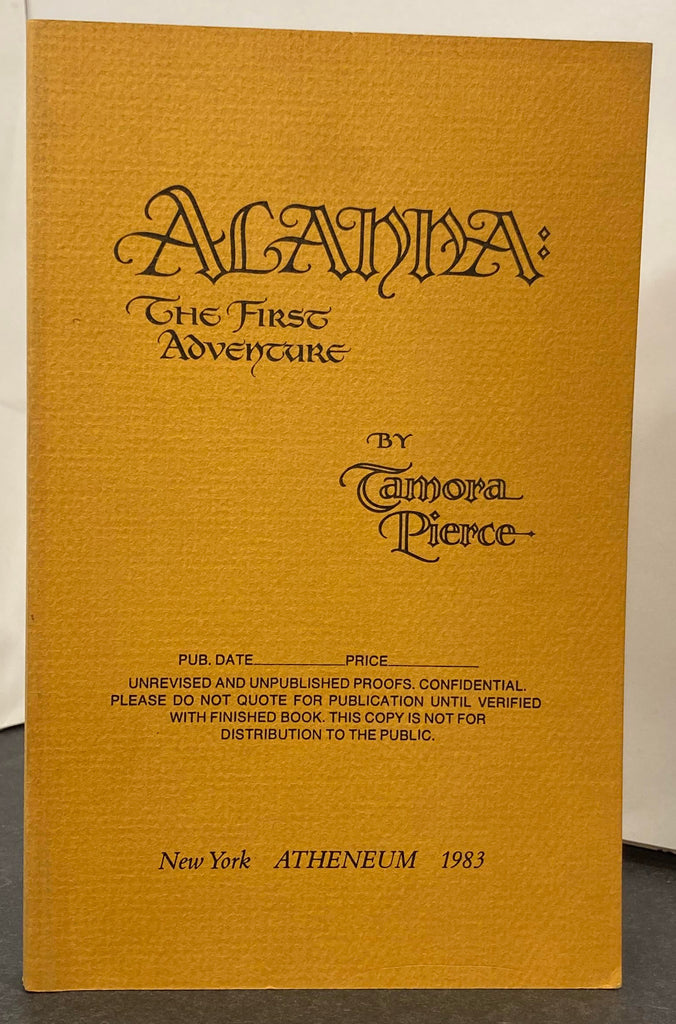 ALANNA:
THE FIRST
ADVENTURE
BY
Tamora
Pierce
PUB. DATE____________PRICE____________
UNREVISED AND UNPUBLISHED PROOFS. CONFIDENTIAL.
PLEASE DO NOT QUOTE FOR PUBLICATION UNTIL VERIFIED
WITH FINISHED BOOK. THIS COPY IS NOT FOR
DISTRIBUTION TO THE PUBLIC.
New York ATHENEUM 1983